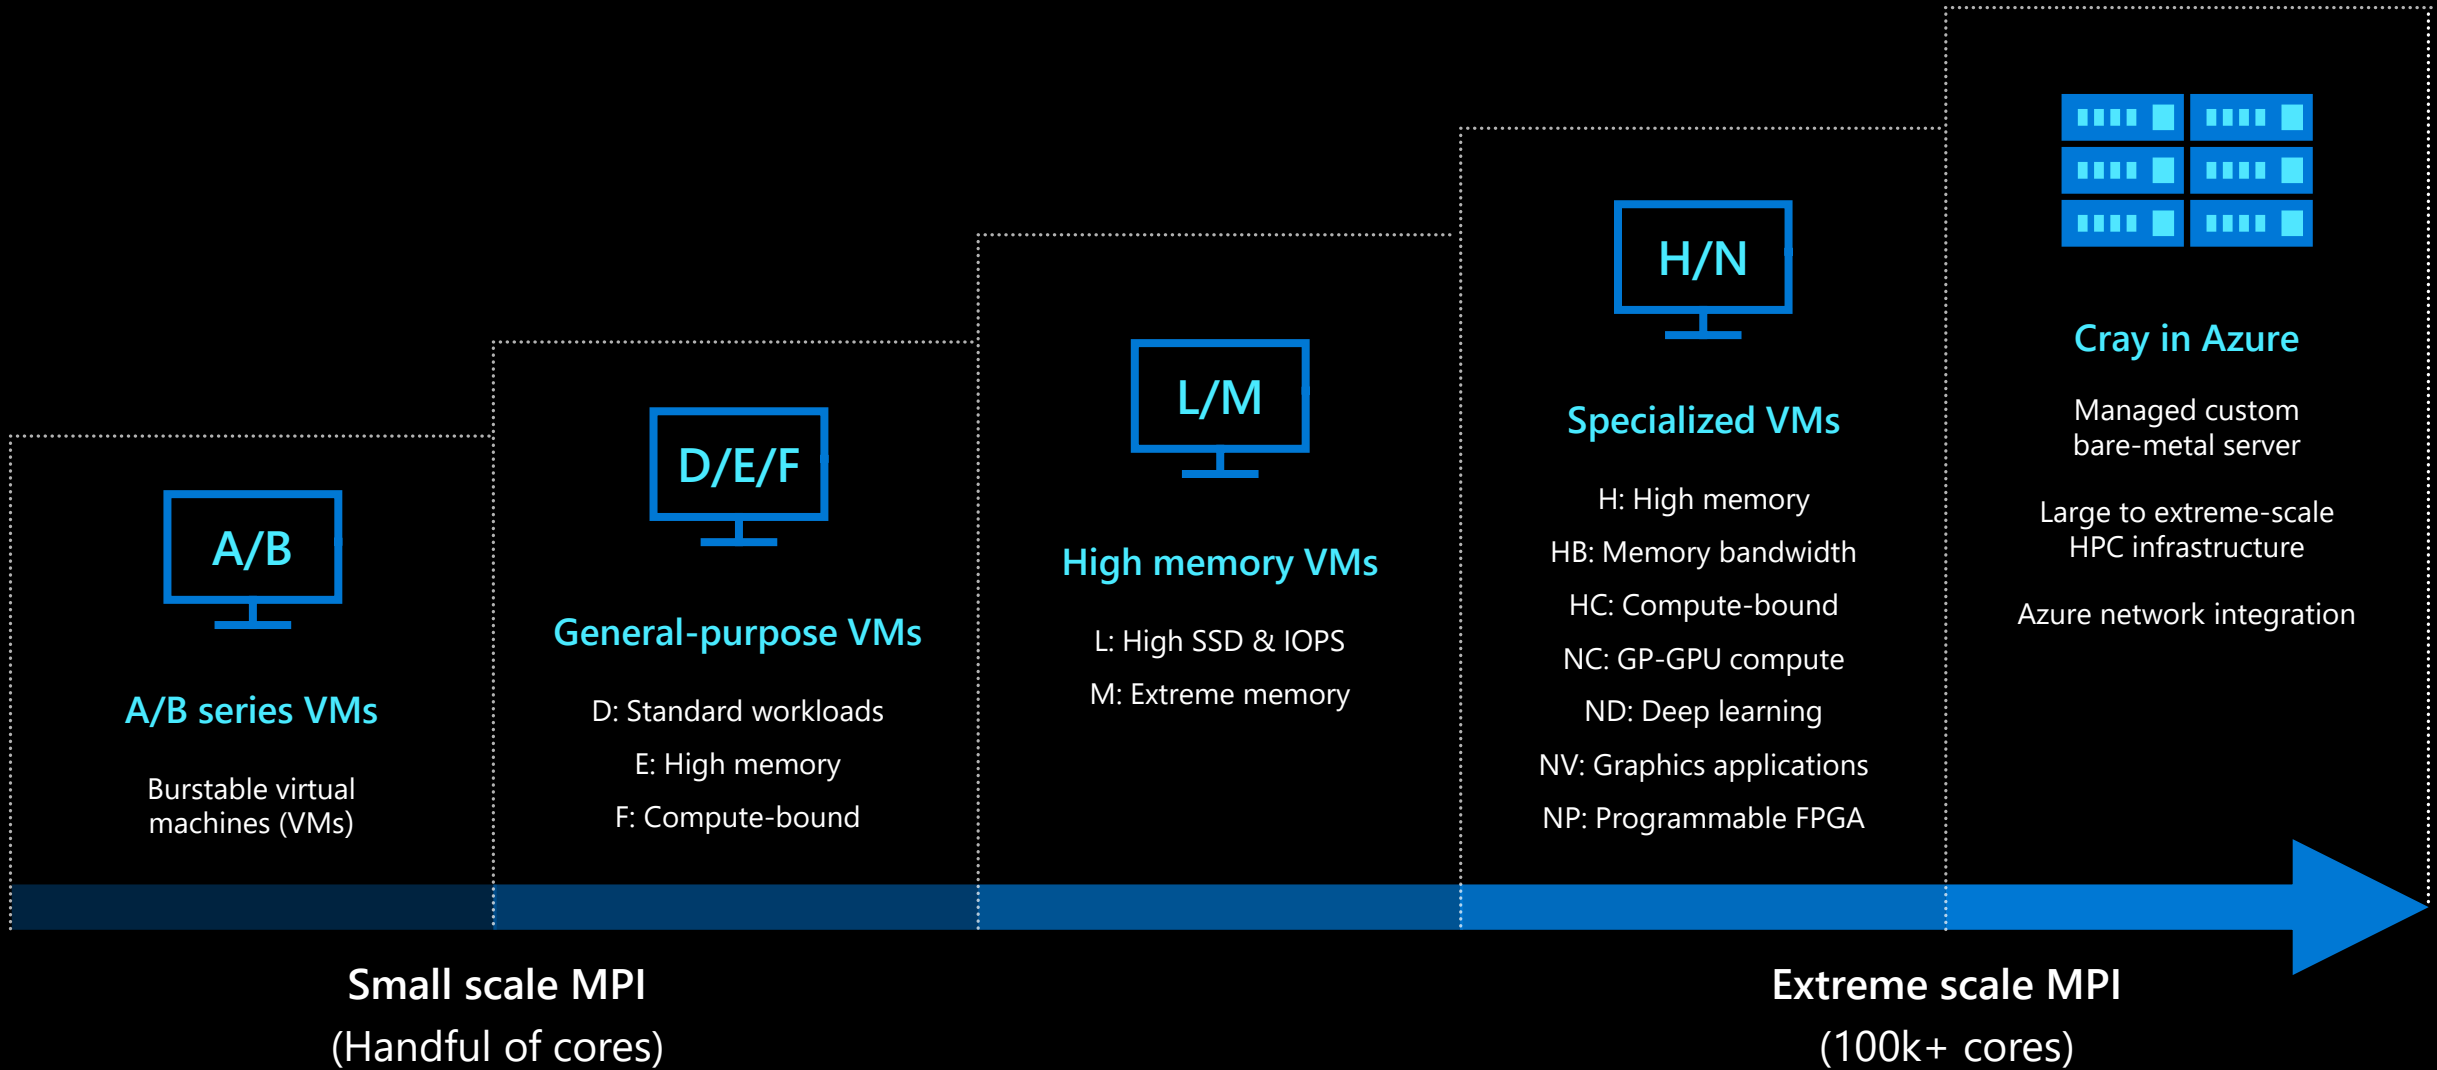 A/B
A/B series VMs
Burstable virtual
machines (VMs)
D/E/F
General-purpose VMs
D: Standard workloads
E: High memory
F: Compute-bound
L/M
High memory VMs
L: High SSD & IOPS
M: Extreme memory
H/N
Specialized VMs
H: High memory
HB: Memory bandwidth
HC: Compute-bound
NC: GP-GPU compute
ND: Deep learning
NV: Graphics applications
NP: Programmable FPGA
Cray in Azure
Managed custom
bare-metal server
Large to extreme-scale
HPC infrastructure
Azure network integration
Small scale MPI
(Handful of cores)
Extreme scale MPI
(100k+ cores)